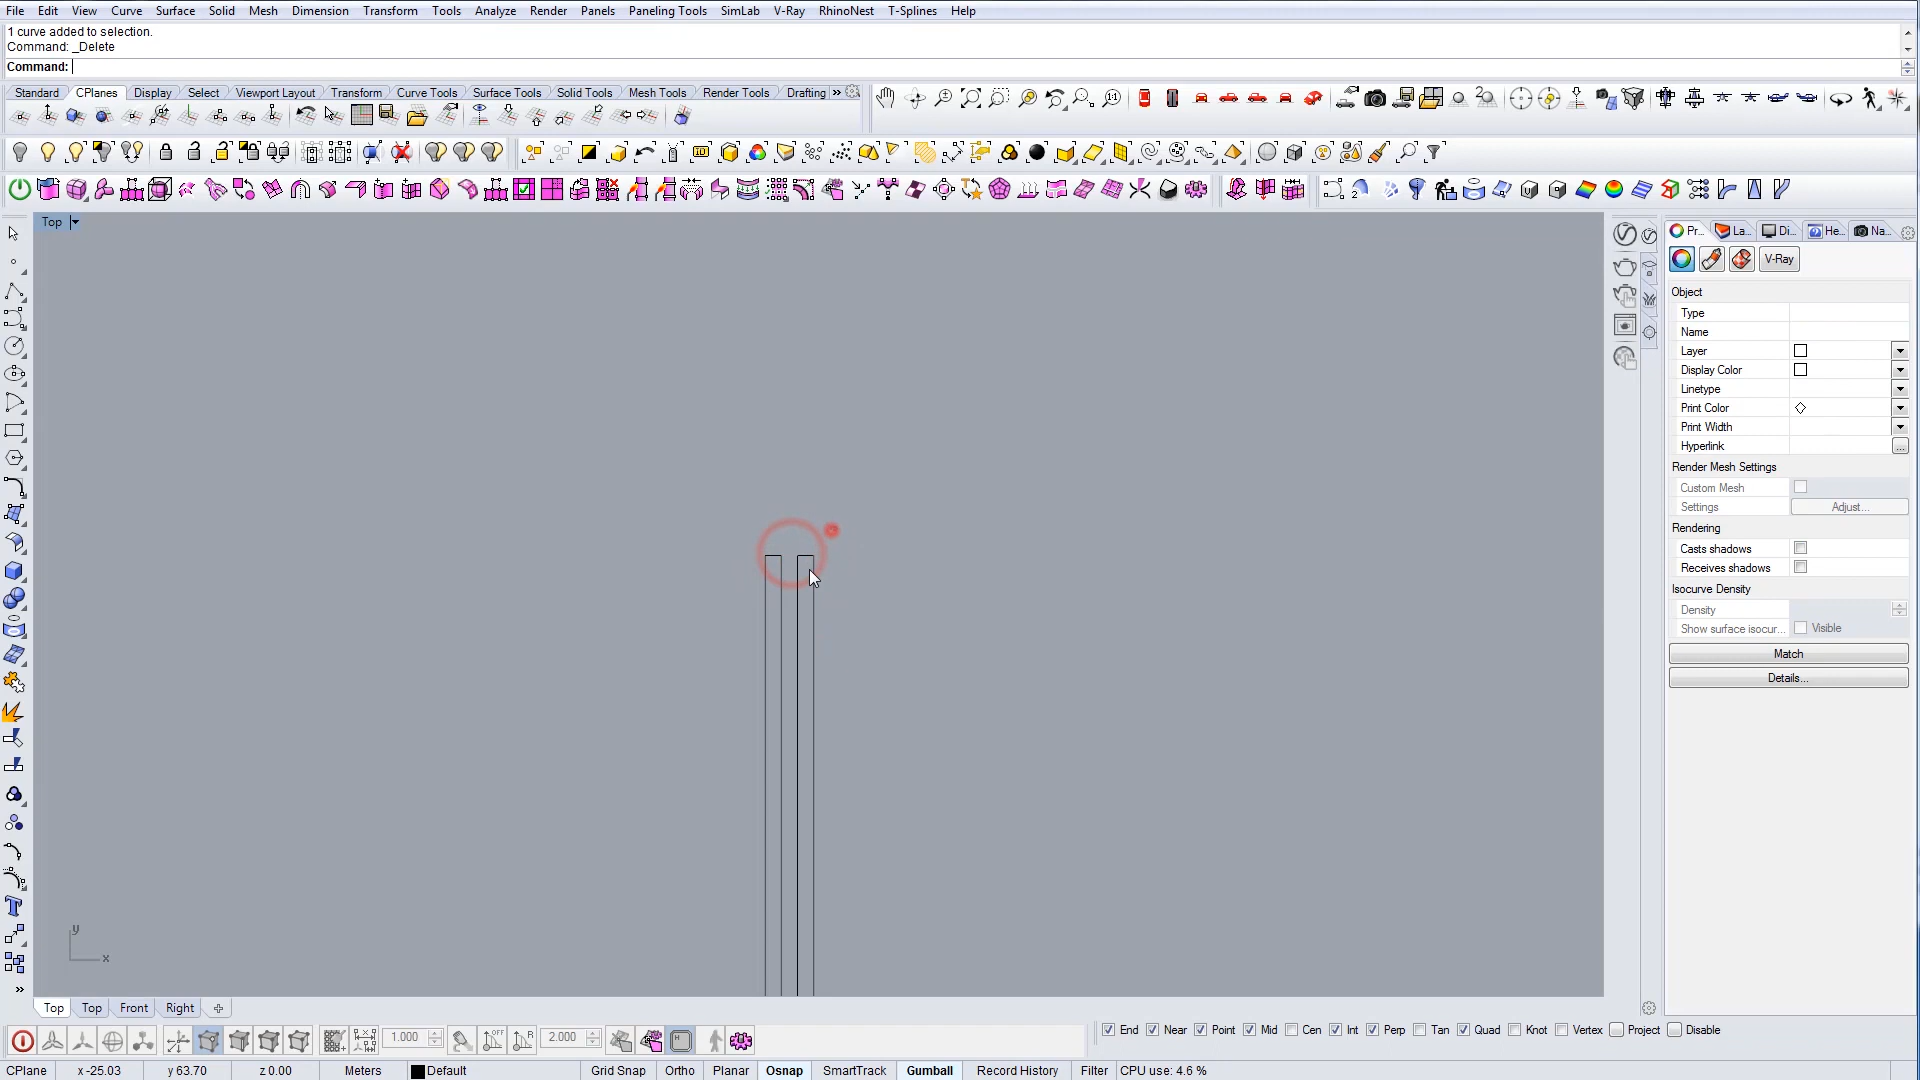 File Edit View Curve Surface Solid Mesh Dimension Transform Tools Analyze Render Panels Paneling Tools SimLab V-Ray RhinoNest T-Splines Help
1 curve added to selection.
Command: _Delete
Command:
Standard CPlanes Display Select Viewport Layout Transform Curve Tools Surface Tools Solid Tools Mesh Tools Render Tools Drafting »
Top
Pr... La... Di... He... Na...
V-Ray
Object
Type
Name
Layer
Display Color
Linetype
Print Color
Print Width
Hyperlink ...
Render Mesh Settings
Custom Mesh
Settings Adjust...
Rendering
Casts shadows
Receives shadows
Isocurve Density
Density
Show surface isocur... Visible
Match
Details...
y
x
Top Top Front Right
1.000 2.000 End Near Point Mid Cen Int Perp Tan Quad Knot Vertex Project Disable
CPlane x -25.03 y 63.70 z 0.00 Meters Default Grid Snap Ortho Planar Osnap SmartTrack Gumball Record History Filter CPU use: 4.6 %